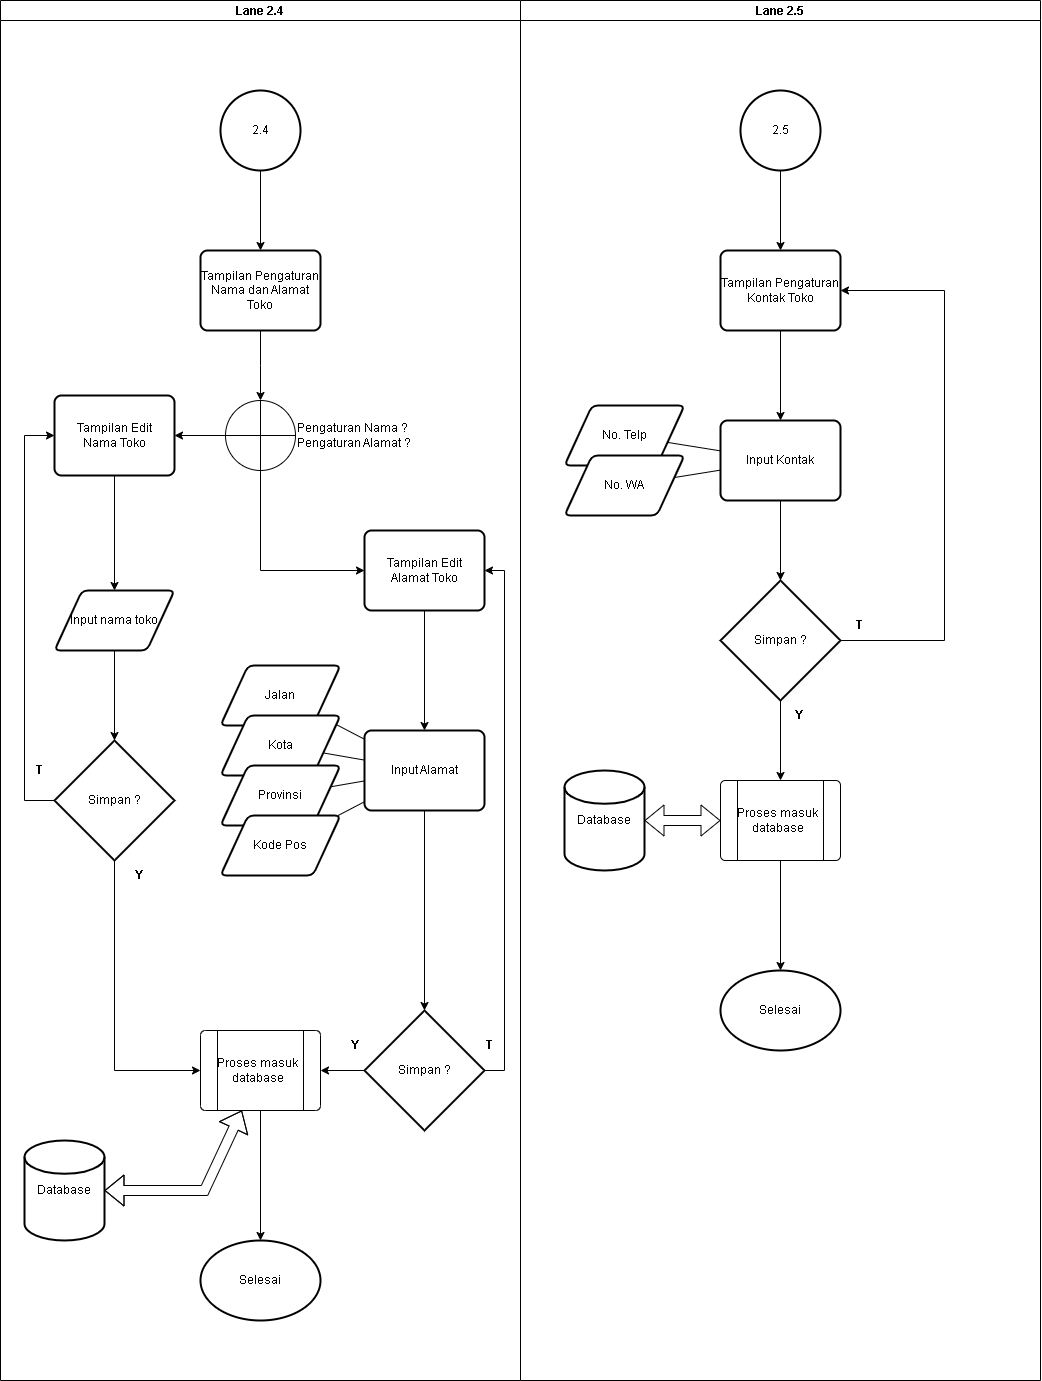 Lane 2.4
2.4
Tampilan Pengaturan
Nama dan Alamat
Toko
Pengaturan Nama ?
Pengaturan Alamat ?
Tampilan Edit
Nama Toko
Tampilan Edit
Alamat Toko
Input nama toko
Jalan
Kota
Provinsi
Kode Pos
Input Alamat
T
Simpan ?
Y
Y
T
Simpan ?
Proses masuk
database
Database
Selesai
Lane 2.5
2.5
Tampilan Pengaturan
Kontak Toko
No. Telp
No. WA
Input Kontak
T
Simpan ?
Y
Database
Proses masuk
database
Selesai